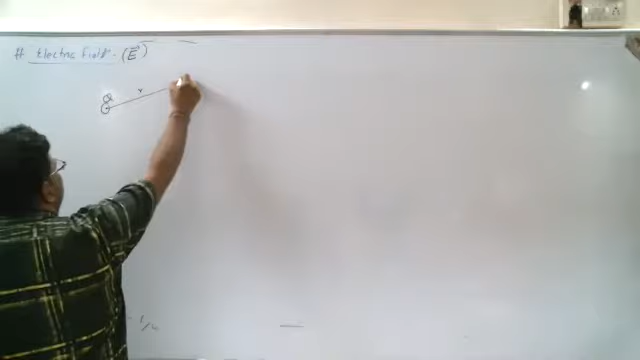 # Electric Field - (E⃗)
Q r